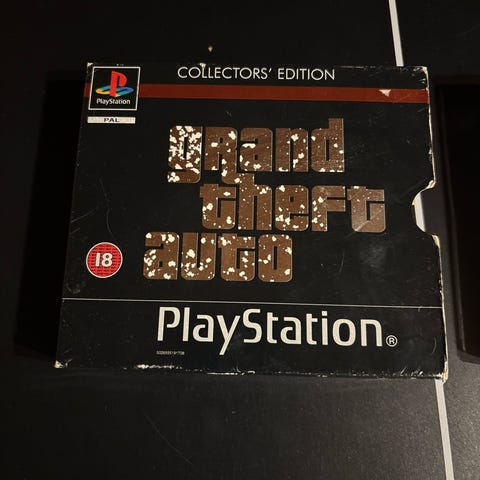 COLLECTORS' EDITION
PlayStation
PAL
grand
theft
auto
18
PlayStation®